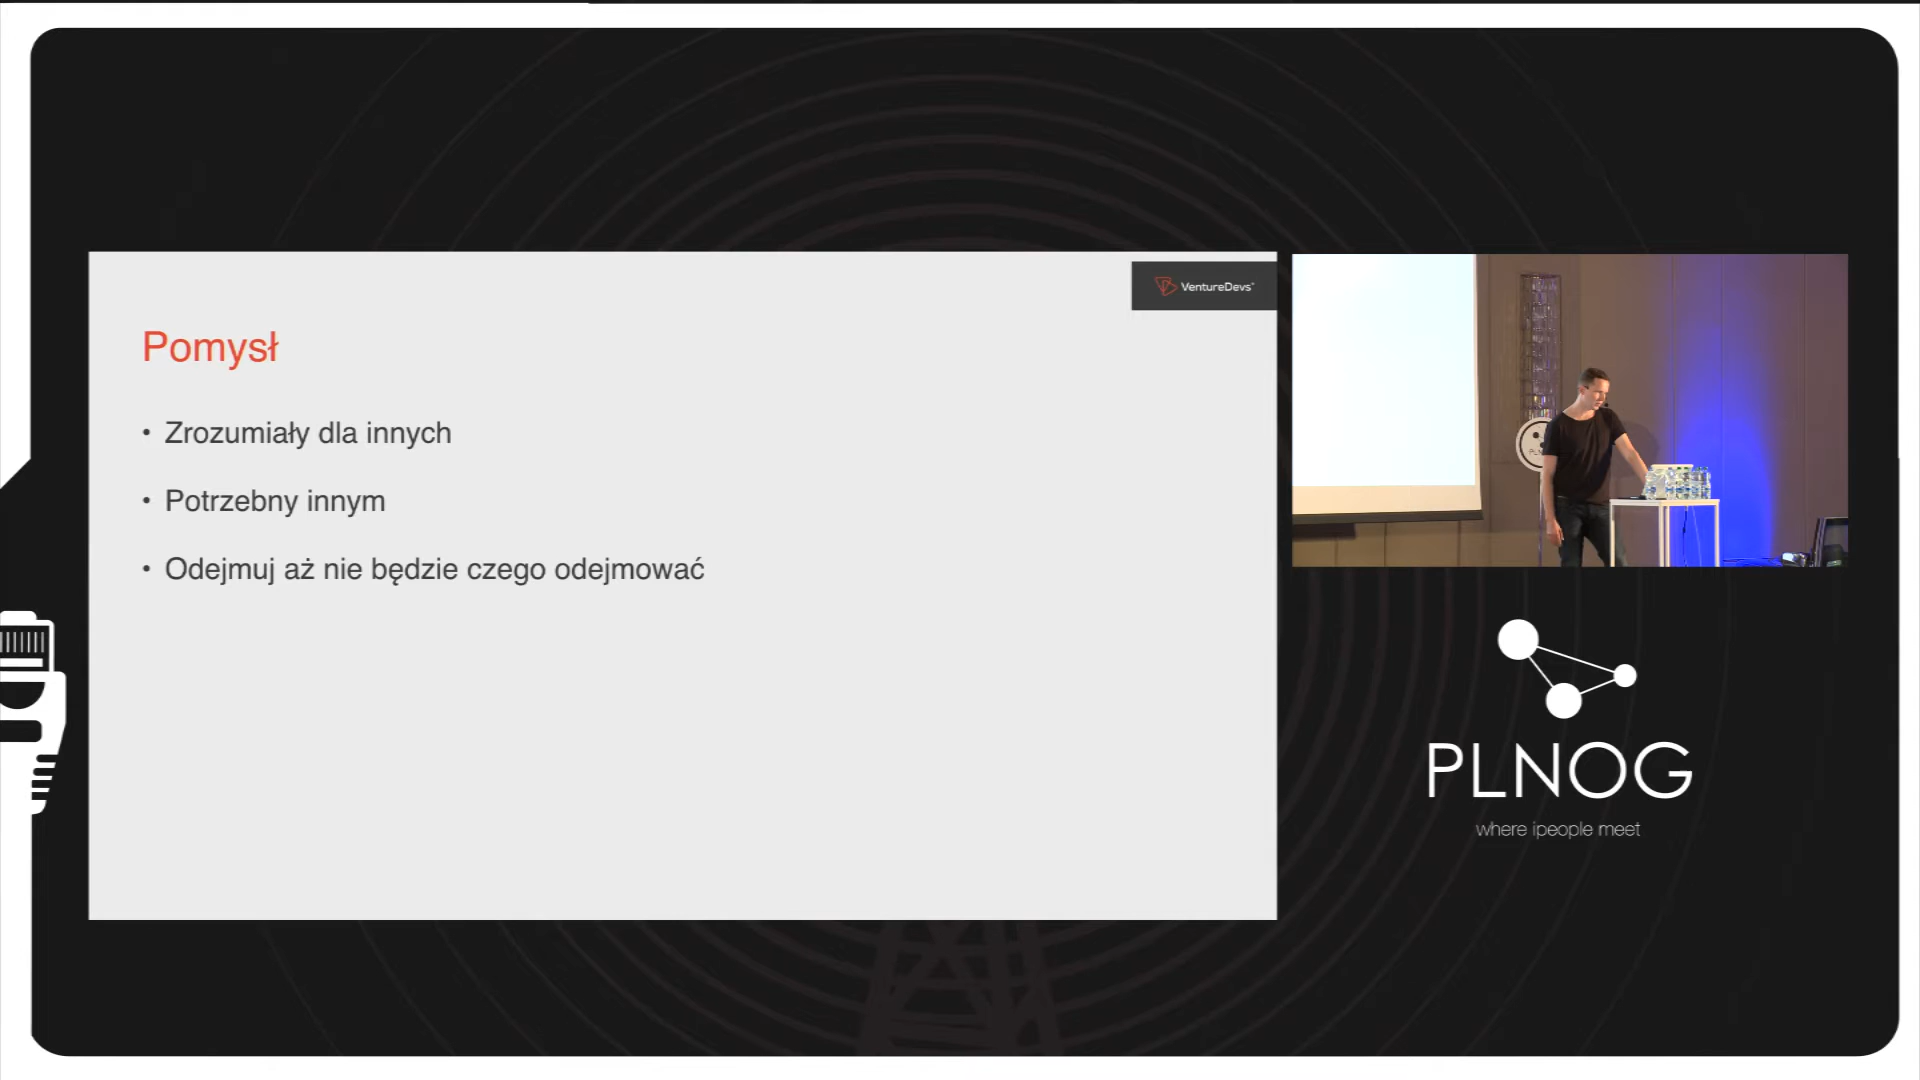 VentureDevs
Pomysł
• Zrozumiały dla innych
• Potrzebny innym
• Odejmuj aż nie będzie czego odejmować
PLNOG
where ipeople meet